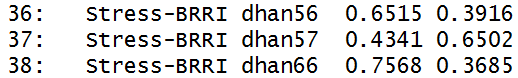 36:   Stress-BRRI dhan56  0.6515 0.3916
37:   Stress-BRRI dhan57  0.4341 0.6502
38:   Stress-BRRI dhan66  0.7568 0.3685